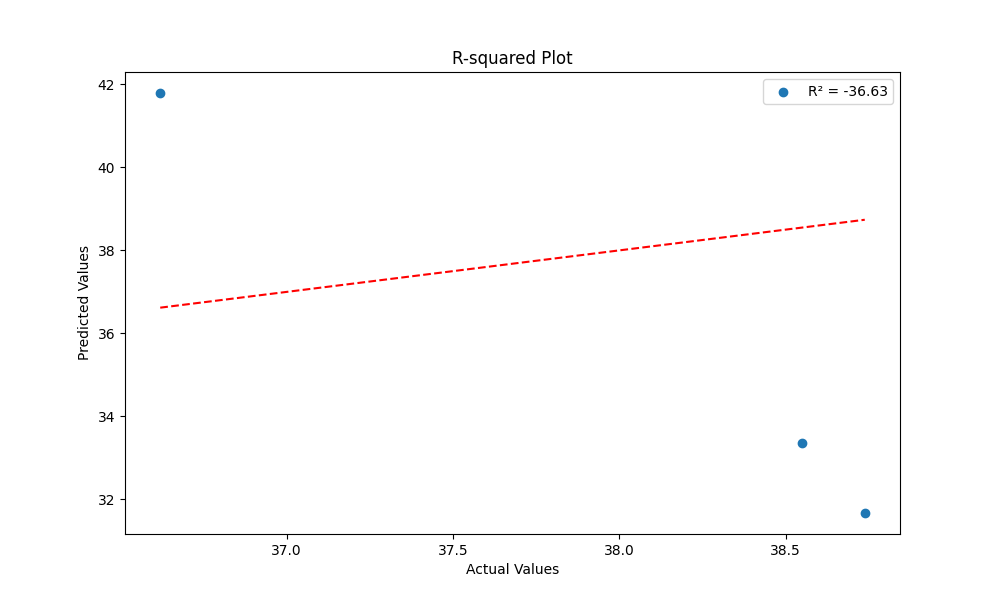 R-squared Plot
R² = -36.63
42
40
38
36
34
32
Predicted Values
37.0 37.5 38.0 38.5
Actual Values